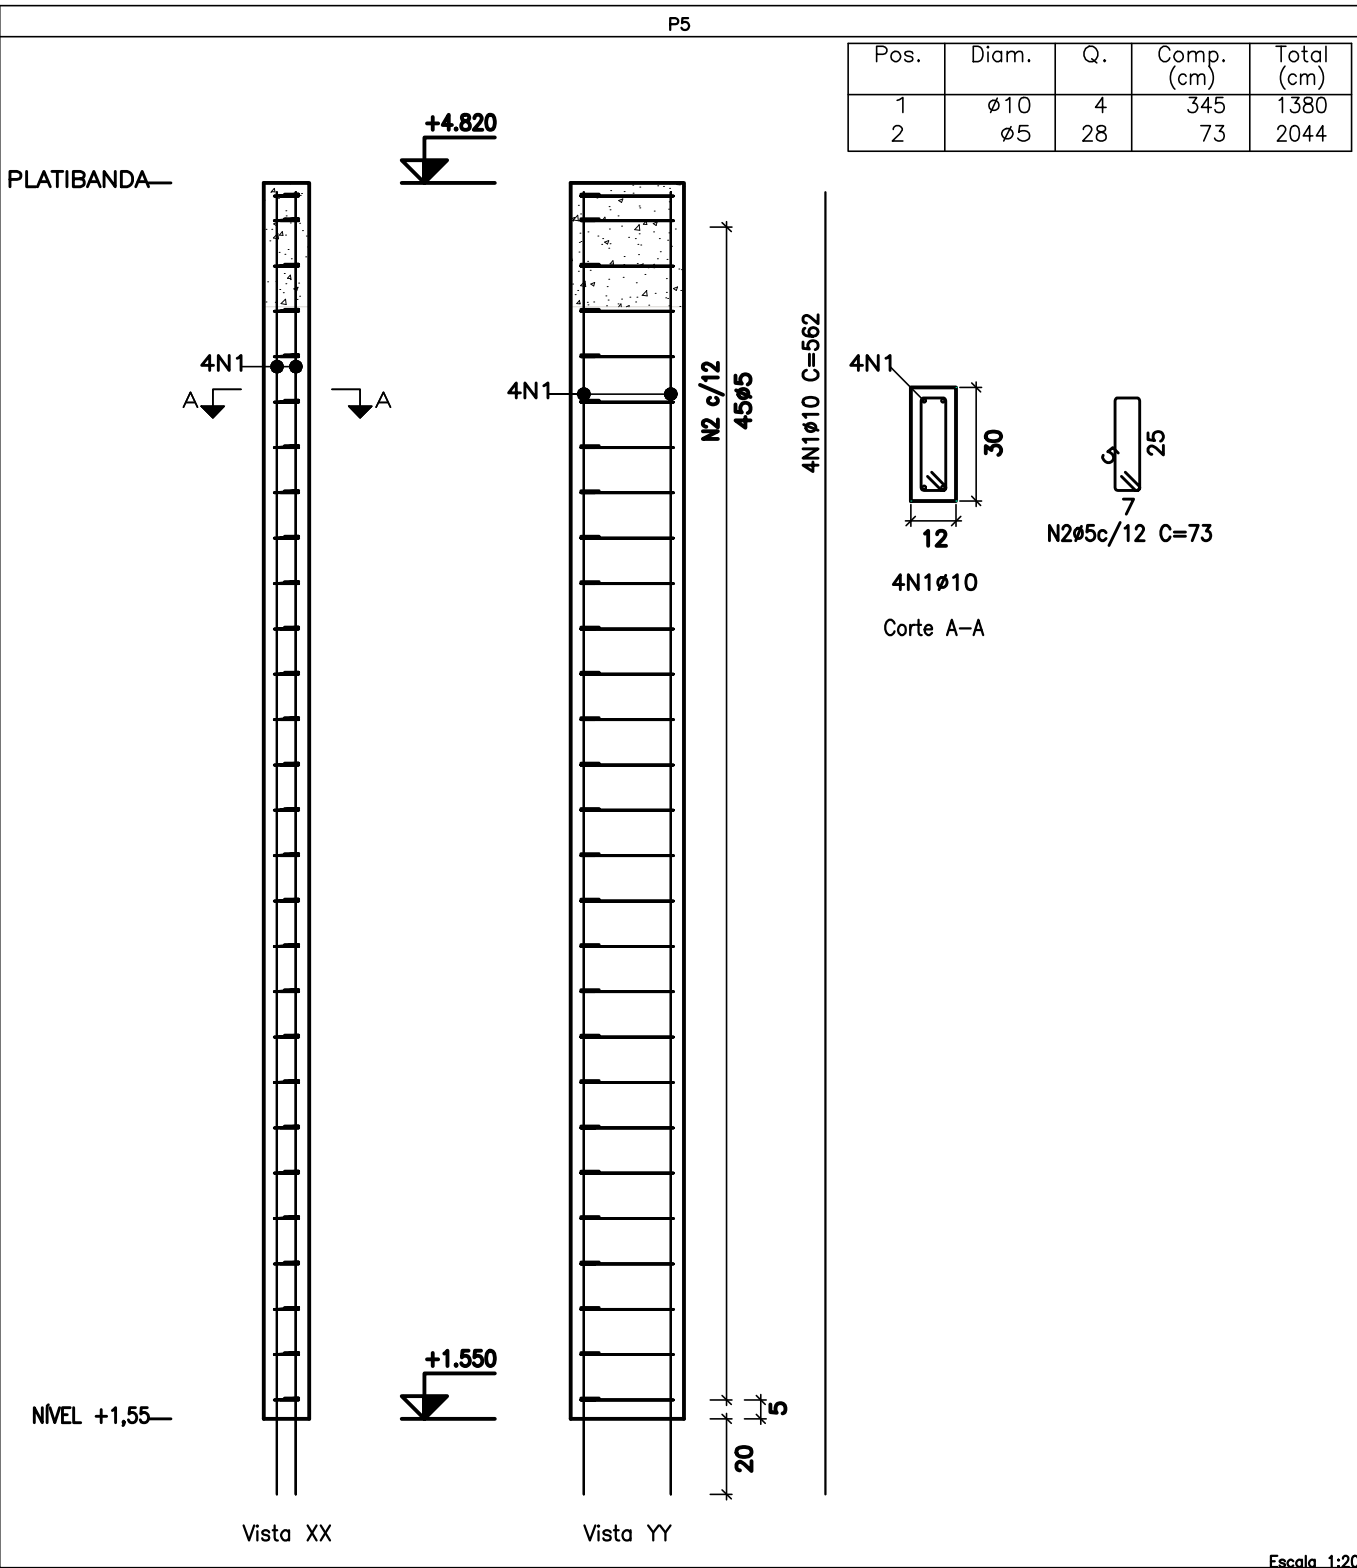 P5
Pos. Diam. Q. Comp. (cm) Total (cm)
1 ø10 4 345 1380
2 ø5 28 73 2044
+4.820
PLATIBANDA
4N1
A A
4N1
N2 c/12
45ø5
4N1ø10 C=562
4N1
30
12
4N1ø10
Corte A-A
5
25
7
N2ø5c/12 C=73
+1.550
NÍVEL +1,55
5
20
Vista XX
Vista YY
Escala 1:20